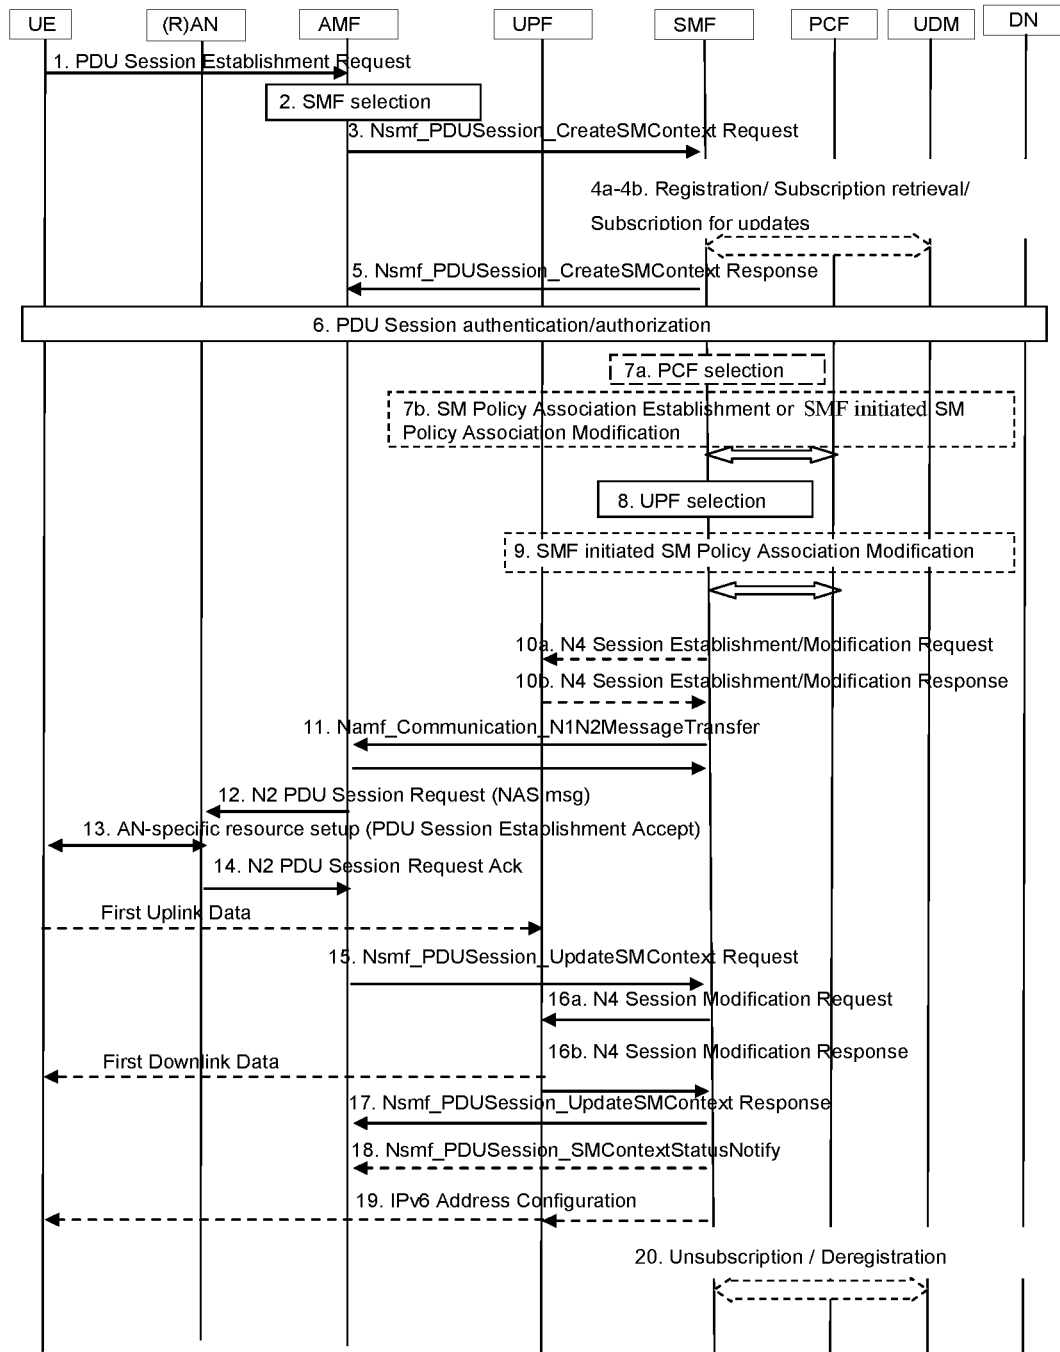 UE (R)AN AMF UPF SMF PCF UDM DN
1. PDU Session Establishment Request
2. SMF selection
3. Nsmf_PDUSession_CreateSMContext Request
4a-4b. Registration/ Subscription retrieval/
Subscription for updates
5. Nsmf_PDUSession_CreateSMContext Response
6. PDU Session authentication/authorization
7a. PCF selection
7b. SM Policy Association Establishment or SMF initiated SM
Policy Association Modification
8. UPF selection
9. SMF initiated SM Policy Association Modification
10a. N4 Session Establishment/Modification Request
10b. N4 Session Establishment/Modification Response
11. Namf_Communication_N1N2MessageTransfer
12. N2 PDU Session Request (NAS msg)
13. AN-specific resource setup (PDU Session Establishment Accept)
14. N2 PDU Session Request Ack
First Uplink Data
15. Nsmf_PDUSession_UpdateSMContext Request
16a. N4 Session Modification Request
16b. N4 Session Modification Response
First Downlink Data
17. Nsmf_PDUSession_UpdateSMContext Response
18. Nsmf_PDUSession_SMContextStatusNotify
19. IPv6 Address Configuration
20. Unsubscription / Deregistration